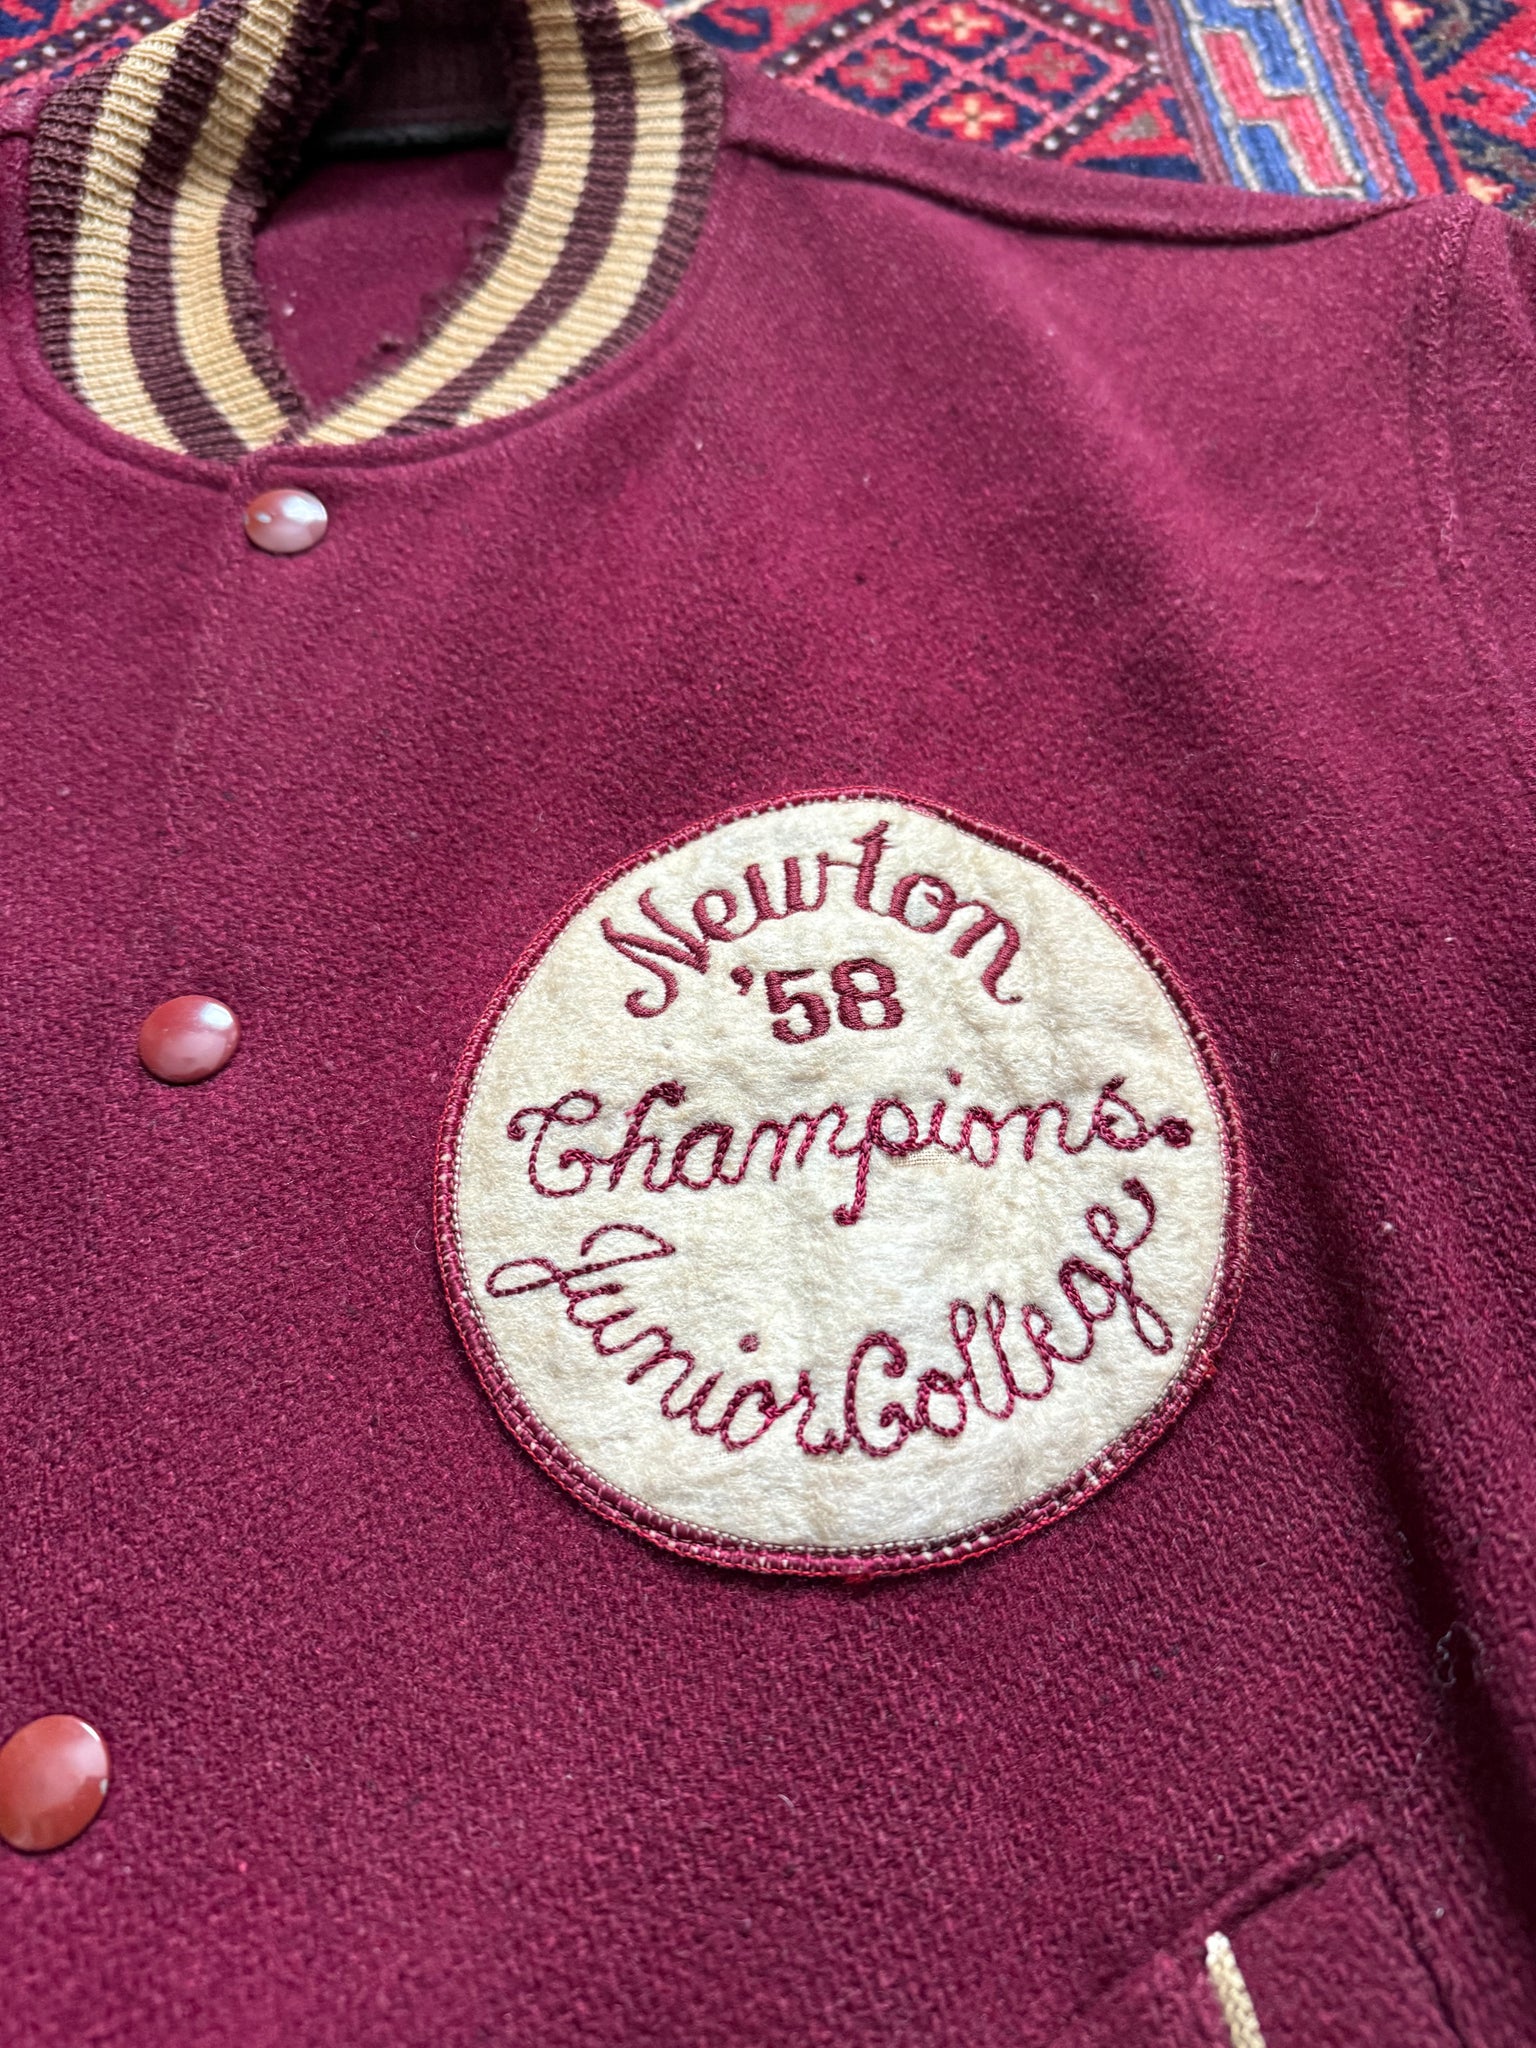 Newton
'58
Champions.
Junior College